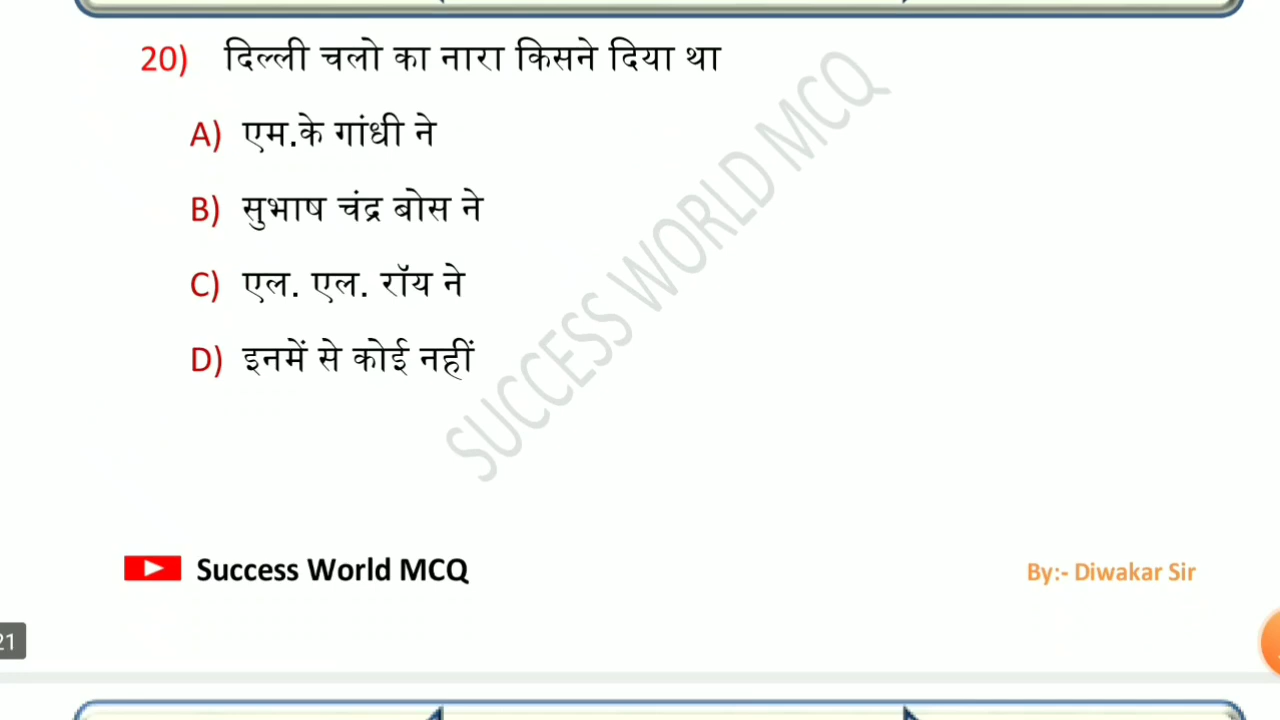 20) दिल्ली चलो का नारा किसने दिया था
A) एम.के गांधी ने
B) सुभाष चंद्र बोस ने
C) एल. एल. रॉय ने
D) इनमें से कोई नहीं
SUCCESS WORLD MCQ
Success World MCQ
By:- Diwakar Sir
21